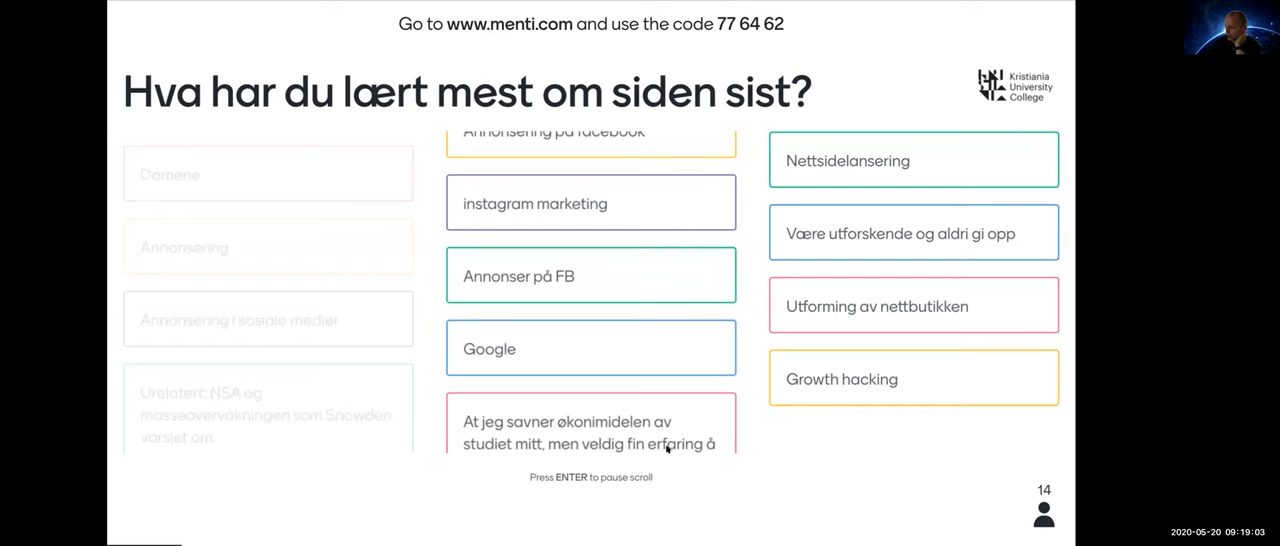 Go to www.menti.com and use the code 77 64 62
Hva har du lært mest om siden sist?
Kristiania
University
College
Domene
Annonsering
Annonsering i sosiale medier
Urelatert: NSA og
masseovervåkningen som Snowden
varslet om.
Annonsering på facebook
instagram marketing
Annonser på FB
Google
At jeg savner økonimidelen av
studiet mitt, men veldig fin erfaring å
Nettsidelansering
Være utforskende og aldri gi opp
Utforming av nettbutikken
Growth hacking
Press ENTER to pause scroll
14
2020-05-20 09:19:03